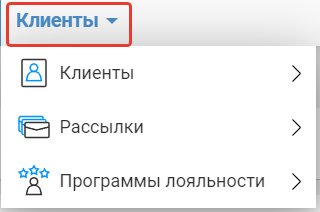 Клиенты
Клиенты
Рассылки
Программы лояльности